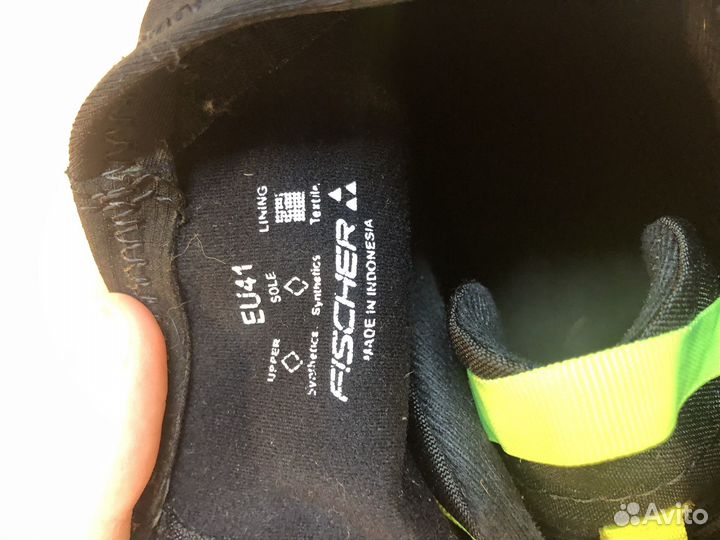 EU41
UPPER SOLE LINING
Synthetics Synthetics Textile
FISCHER
MADE IN INDONESIA
Avito